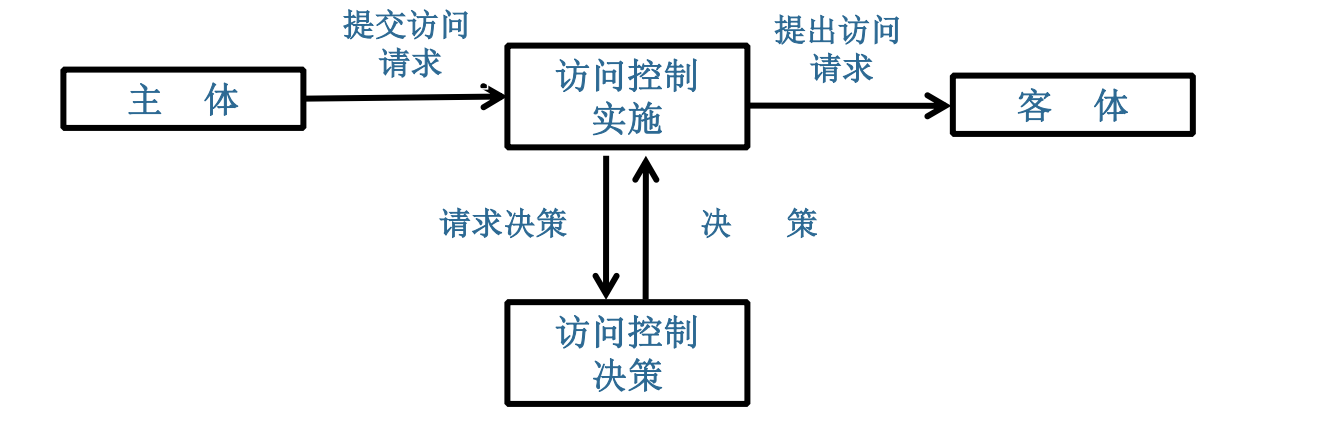 提交访问
请求
提出访问
请求
主 体
访问控制
实施
客 体
请求决策
决 策
访问控制
决策